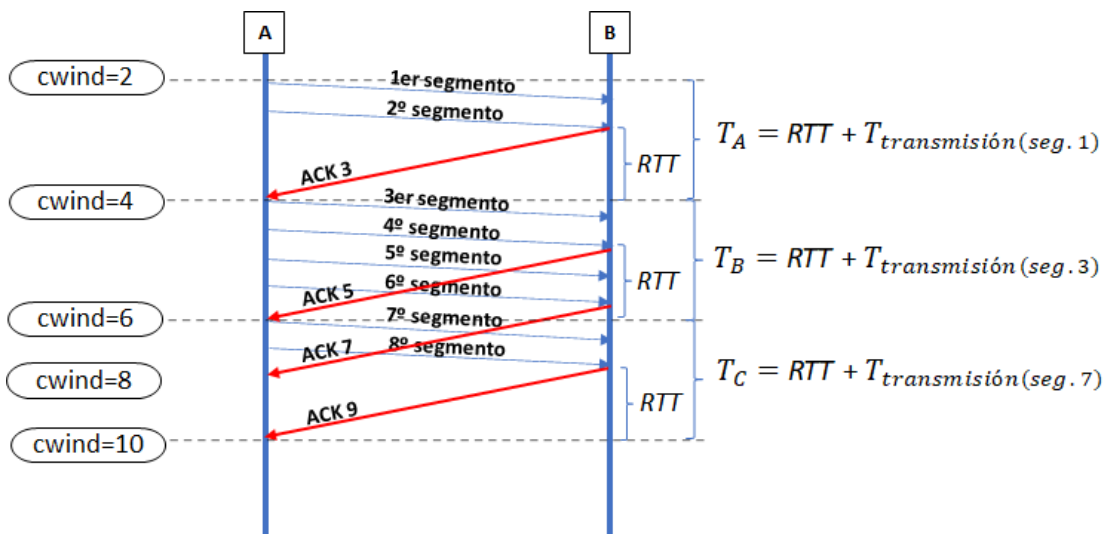 A
B
cwind=2
1er segmento
2º segmento
T_A = RTT + T_transmisión(seg.1)
RTT
ACK 3
cwind=4
3er segmento
4º segmento
5º segmento
T_B = RTT + T_transmisión(seg.3)
RTT
6º segmento
ACK 5
cwind=6
7º segmento
8º segmento
ACK 7
cwind=8
T_C = RTT + T_transmisión(seg.7)
RTT
ACK 9
cwind=10